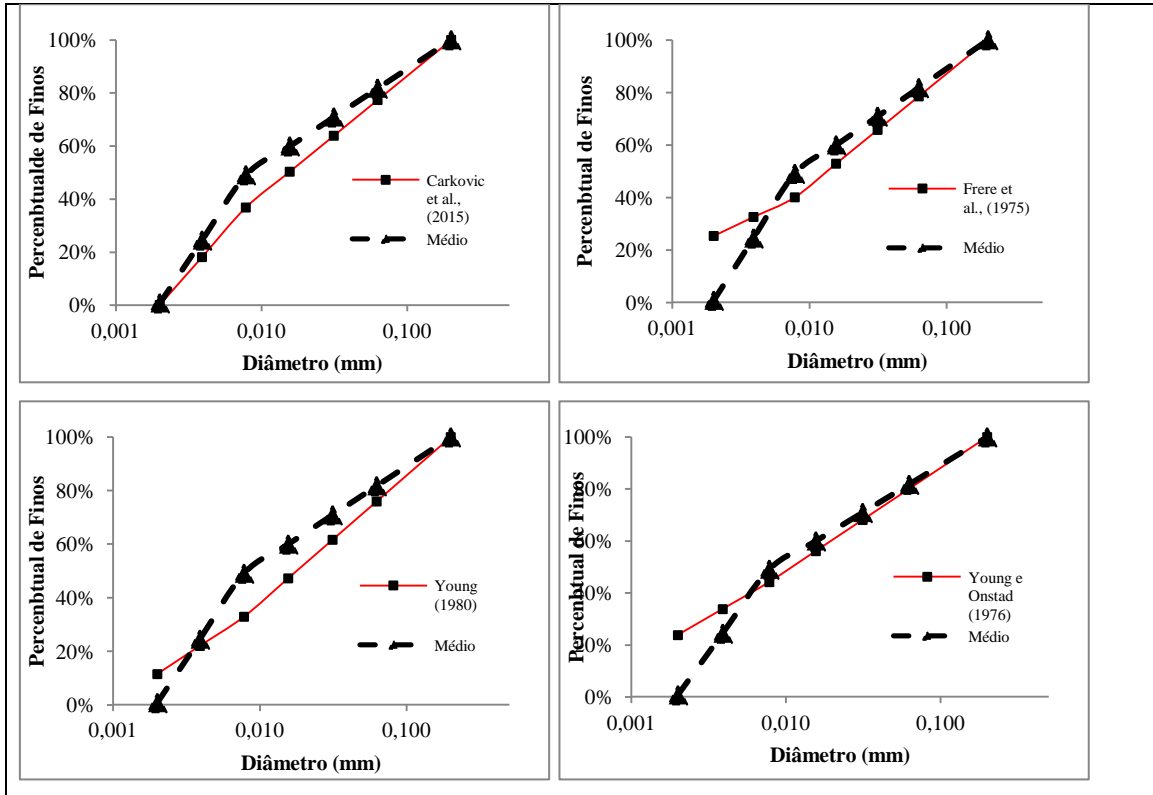 Percenbtualde de Finos
100%
80%
60%
40%
20%
0%
0,001
0,010
0,100
Diâmetro (mm)
Carkovic
et al.,
(2015)
Médio
Percenbtual de Finos
100%
80%
60%
40%
20%
0%
0,001
0,010
0,100
Diâmetro (mm)
Frere et
al., (1975)
Médio
Percenbtual de Finos
100%
80%
60%
40%
20%
0%
0,001
0,010
0,100
Diâmetro (mm)
Young
(1980)
Médio
Percenbtual de Finos
100%
80%
60%
40%
20%
0%
0,001
0,010
0,100
Diâmetro (mm)
Young e
Onstad
(1976)
Médio